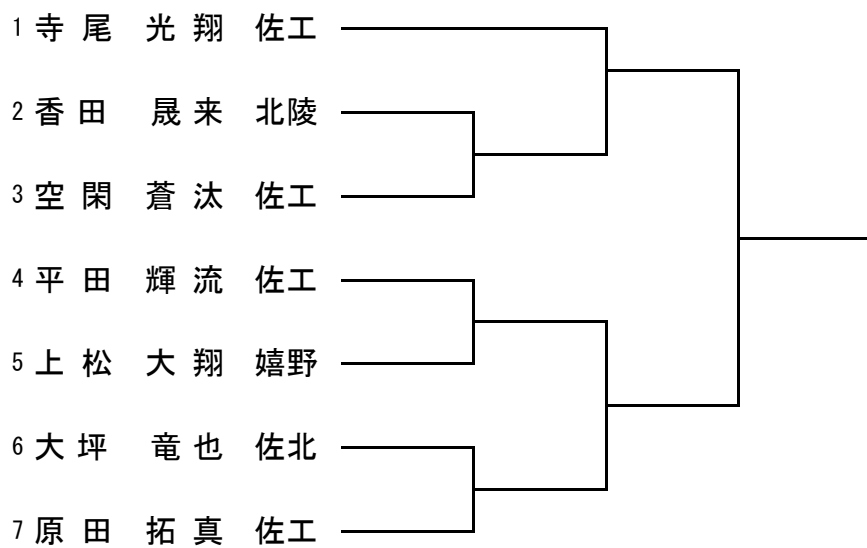 1 寺尾 光翔 佐工
2 香田 晟来 北陵
3 空閑 蒼汰 佐工
4 平田 輝流 佐工
5 上松 大翔 嬉野
6 大坪 竜也 佐北
7 原田 拓真 佐工